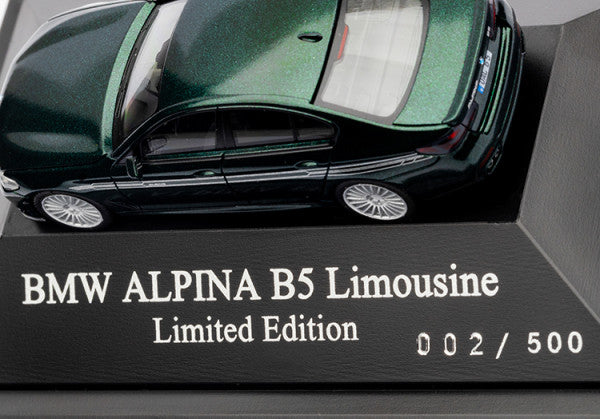 BMW ALPINA B5 Limousine
Limited Edition
002/ 500